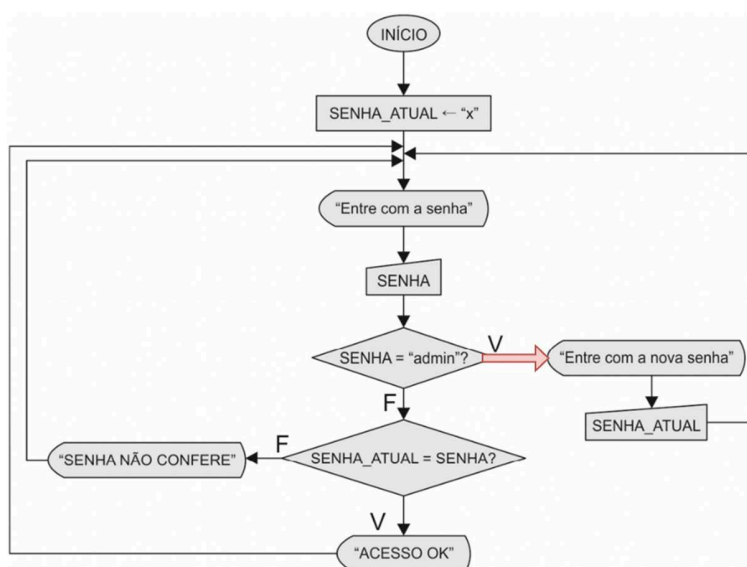 INÍCIO
SENHA_ATUAL ← “x”
“Entre com a senha”
SENHA
SENHA = “admin”?
V
“Entre com a nova senha”
F
SENHA_ATUAL
“SENHA NÃO CONFERE”
F
SENHA_ATUAL = SENHA?
V
“ACESSO OK”